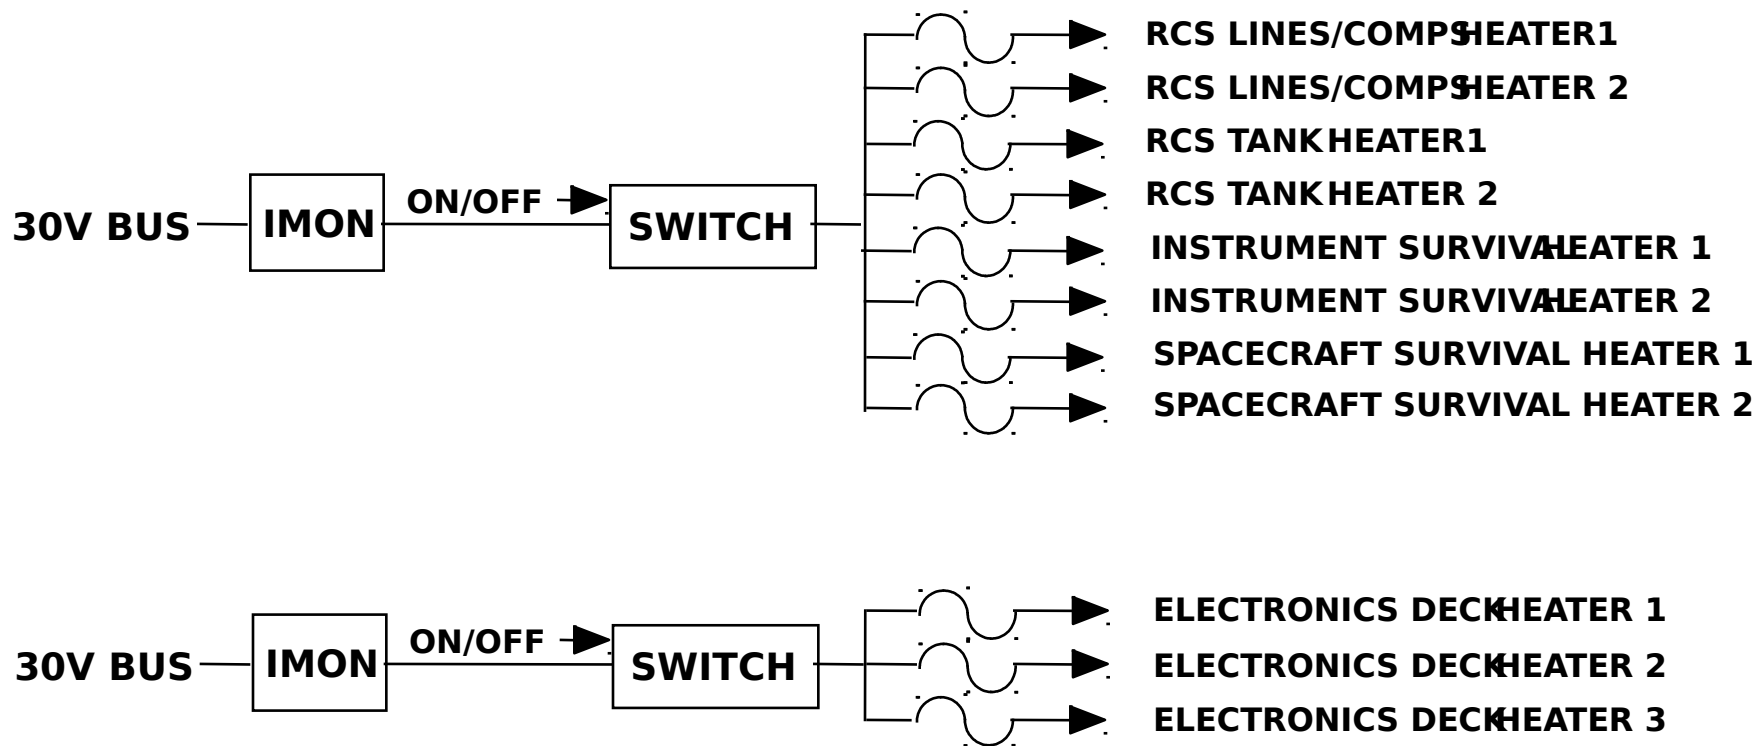 RCS LINES/COMPS HEATER1
RCS LINES/COMPS HEATER 2
RCS TANK HEATER1
RCS TANK HEATER 2
30V BUS IMON ON/OFF SWITCH
INSTRUMENT SURVIVAL HEATER 1
INSTRUMENT SURVIVAL HEATER 2
SPACECRAFT SURVIVAL HEATER 1
SPACECRAFT SURVIVAL HEATER 2
ELECTRONICS DECK HEATER 1
30V BUS IMON ON/OFF SWITCH
ELECTRONICS DECK HEATER 2
ELECTRONICS DECK HEATER 3